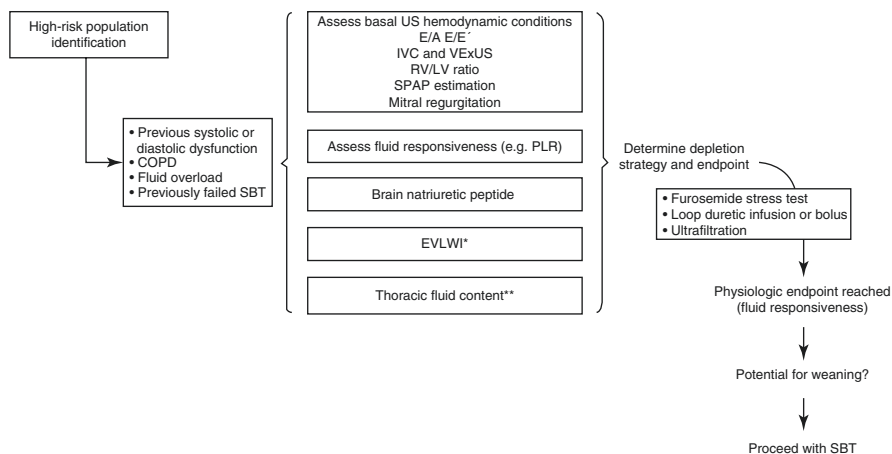 High-risk population
identification
• Previous systolic or
diastolic dysfunction
• COPD
• Fluid overload
• Previously failed SBT
Assess basal US hemodynamic conditions
E/A E/E´
IVC and VExUS
RV/LV ratio
SPAP estimation
Mitral regurgitation
Assess fluid responsiveness (e.g. PLR)
Brain natriuretic peptide
EVLWI*
Thoracic fluid content**
Determine depletion
strategy and endpoint
• Furosemide stress test
• Loop duretic infusion or bolus
• Ultrafiltration
Physiologic endpoint reached
(fluid responsiveness)
Potential for weaning?
Proceed with SBT